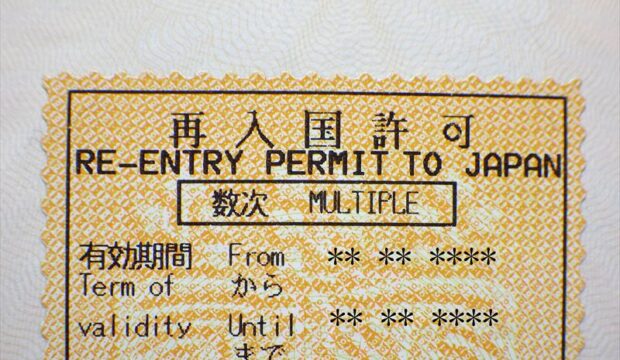 再入国許可
RE-ENTRY PERMIT TO JAPAN
数次 MULTIPLE
有効期間 From ** ** ****
Term of から
validity Until ** ** ****
まで